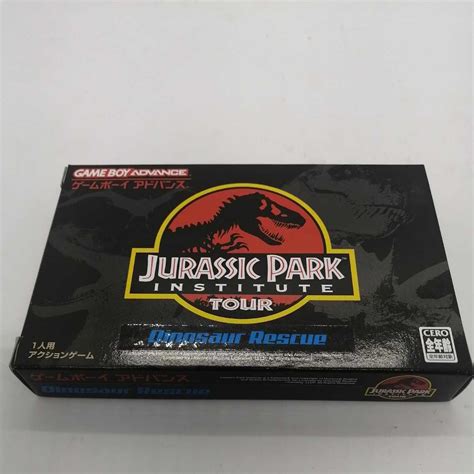 GAME BOY ADVANCE
ゲームボーイ アドバンス
JURASSIC PARK
INSTITUTE
TOUR
Dinosaur Rescue
1人用
アクションゲーム
CERO
全年齢
ゲームボーイ アドバンス
Dinosaur Rescue